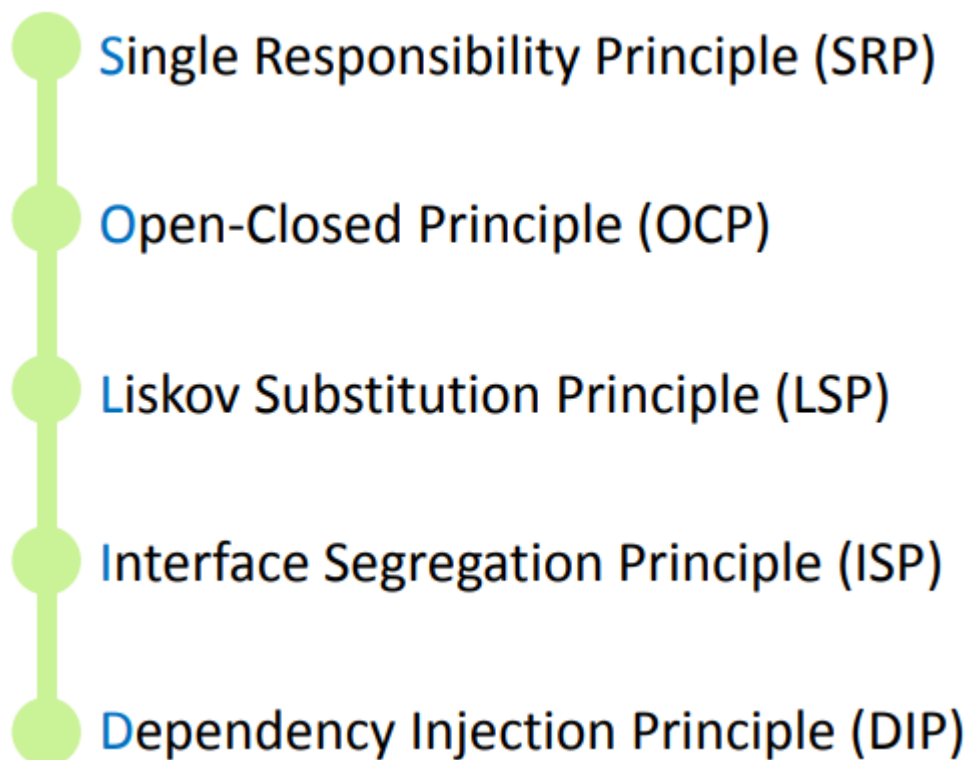 Single Responsibility Principle (SRP)
Open-Closed Principle (OCP)
Liskov Substitution Principle (LSP)
Interface Segregation Principle (ISP)
Dependency Injection Principle (DIP)